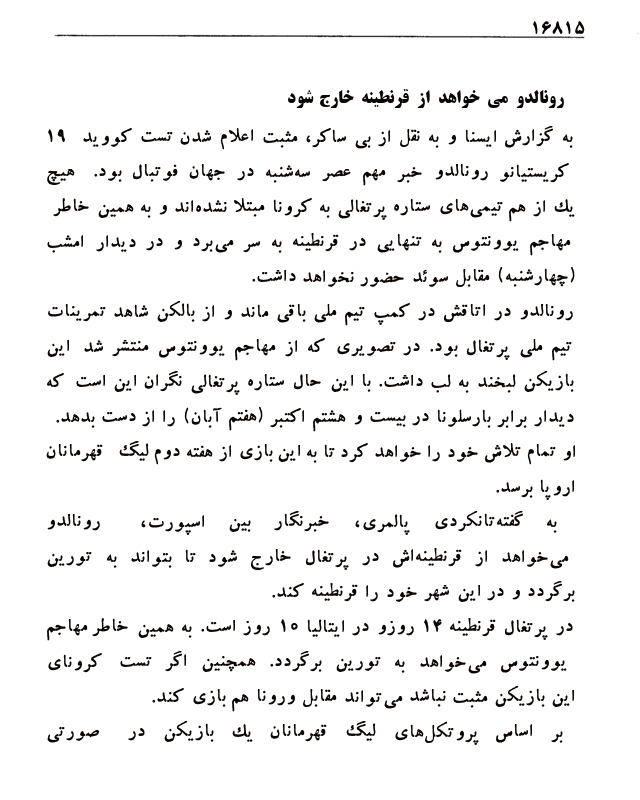 ۱۶۸۱۵
رونالدو می خواهد از قرنطینه خارج شود
به گزارش ایسنا و به نقل از بی ساکر، مثبت اعلام شدن تست کووید ۱۹
کریستیانو رونالدو خبر مهم عصر سه‌شنبه در جهان فوتبال بود. هیچ
یك از هم تیمی‌های ستاره پرتغالی به کرونا مبتلا نشده‌اند و به همین خاطر
مهاجم یوونتوس به تنهایی در قرنطینه به سر می‌برد و در دیدار امشب
(چهارشنبه) مقابل سوئد حضور نخواهد داشت.
رونالدو در اتاقش در کمپ تیم ملی باقی ماند و از بالکن شاهد تمرینات
تیم ملی پرتغال بود. در تصویری که از مهاجم یوونتوس منتشر شد این
بازیکن لبخند به لب داشت. با این حال ستاره پرتغالی نگران این است که
دیدار برابر بارسلونا در بیست و هشتم اکتبر (هفتم آبان) را از دست بدهد.
او تمام تلاش خود را خواهد کرد تا به این بازی از هفته دوم لیگ قهرمانان
اروپا برسد.
به گفته‌تانکردی پالمری، خبرنگار بین اسپورت، رونالدو
می‌خواهد از قرنطینه‌اش در پرتغال خارج شود تا بتواند به تورین
برگردد و در این شهر خود را قرنطینه کند.
در پرتغال قرنطینه ۱۴ روزو در ایتالیا ۱۰ روز است. به همین خاطر مهاجم
یوونتوس می‌خواهد به تورین برگردد. همچنین اگر تست کرونای
این بازیکن مثبت نباشد می‌تواند مقابل ورونا هم بازی کند.
بر اساس پروتکل‌های لیگ قهرمانان یك بازیکن در صورتی